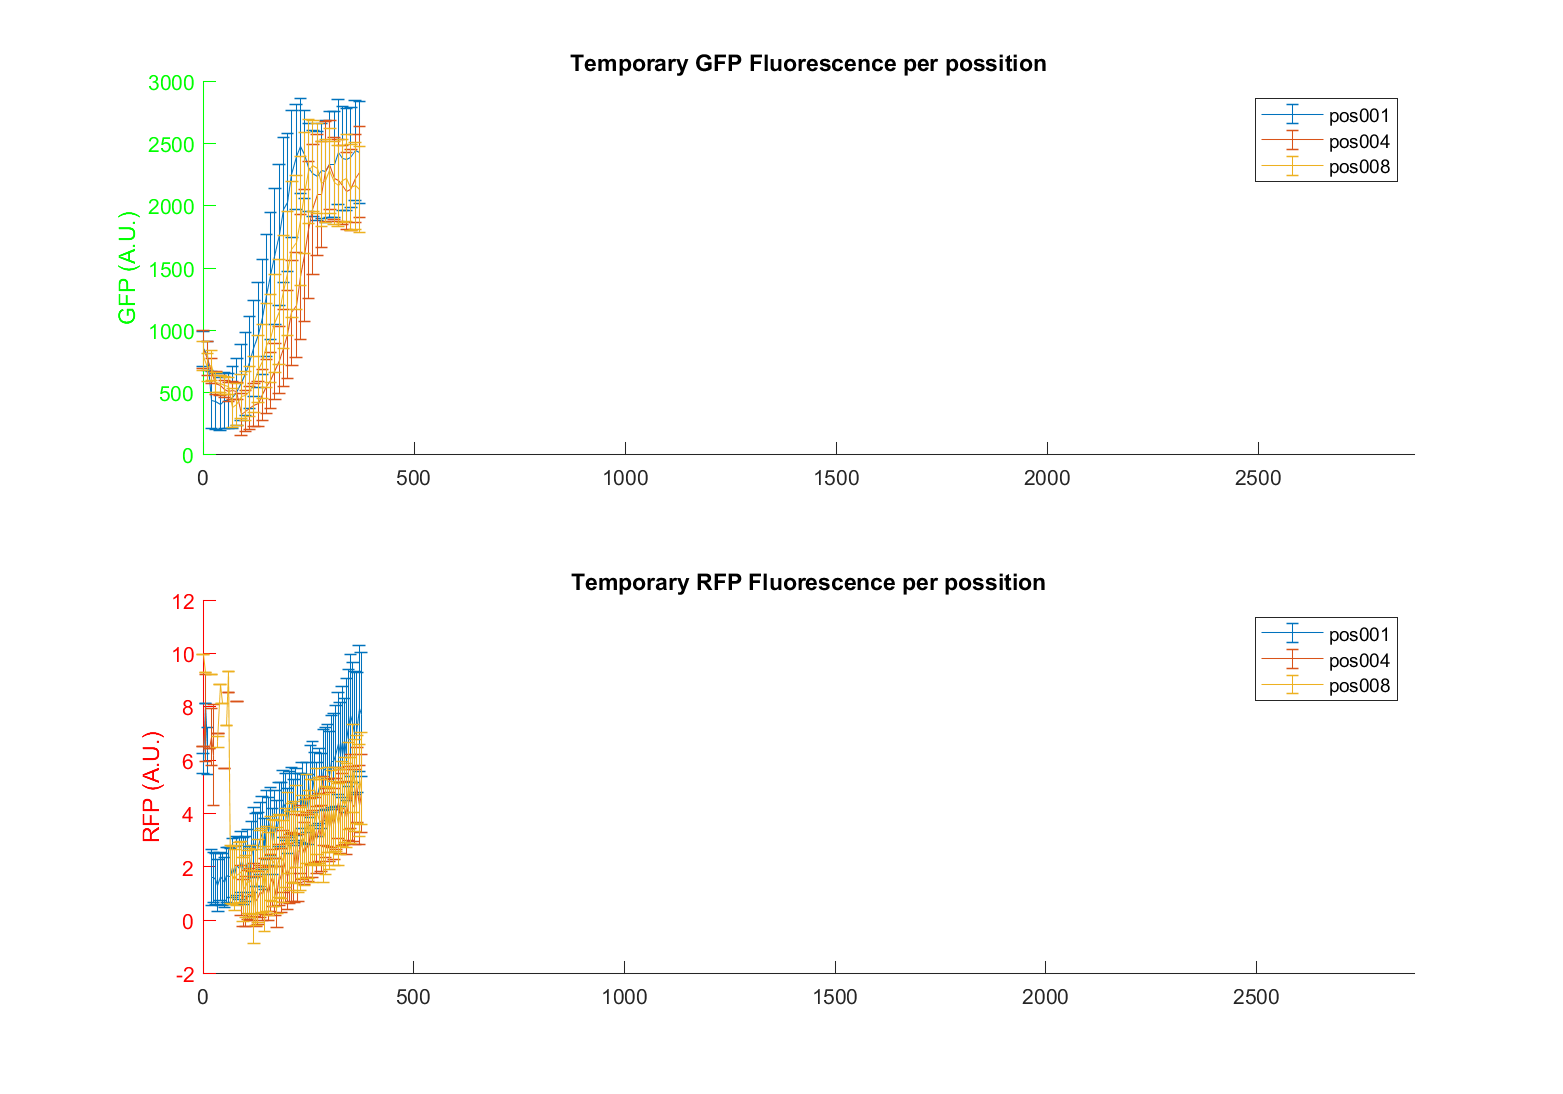 Temporary GFP Fluorescence per possition
3000
2500
2000
1500
1000
500
0
GFP (A.U.)
0 500 1000 1500 2000 2500
pos001
pos004
pos008
Temporary RFP Fluorescence per possition
12
10
8
6
4
2
0
-2
RFP (A.U.)
0 500 1000 1500 2000 2500
pos001
pos004
pos008